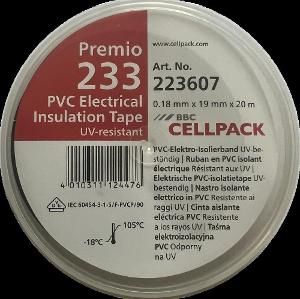 www.cellpack.com
Premio
233
PVC Electrical
Insulation Tape
UV-resistant
Art. No.
223607
0.18 mm x 19 mm x 20 m
BBC
CELLPACK
4 010311 124476
IEC 60454-3-1-5/F-PVCP/90
105°C
-18°C
PVC-Elektro-Isolierband UV-be-
ständig | Ruban en PVC isolant
électrique Résistant aux UV |
Elektrische PVC-isolatietape UV-
bestendig | Nastro Isolante
elettrico in PVC Resistente ai
raggi UV | Cinta aislante
eléctrica PVC Resistente
a los rayos UV | Taśma
elektroizolacyjna
PVC Odporny
na UV